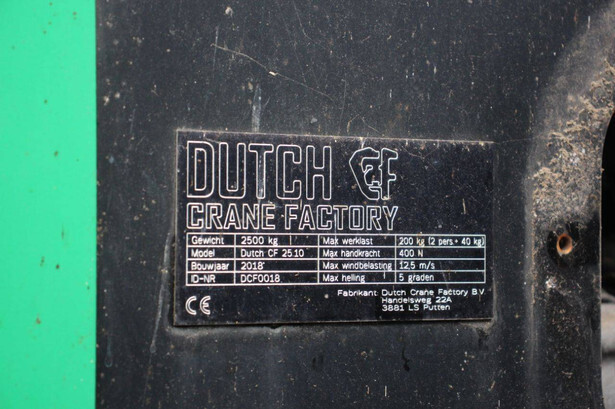 DUTCH CF
CRANE FACTORY
Gewicht 2500 kg Max werklast 200 kg (2 pers + 40 kg)
Model Dutch CF 25.10 Max handkracht 400 N
Bouwjaar 2018 Max windbelasting 12,5 m/s
ID-NR DCF0018 Max helling 5 graden
Fabrikant: Dutch Crane Factory B.V.
Handelsweg 22A
3881 LS Putten
CE